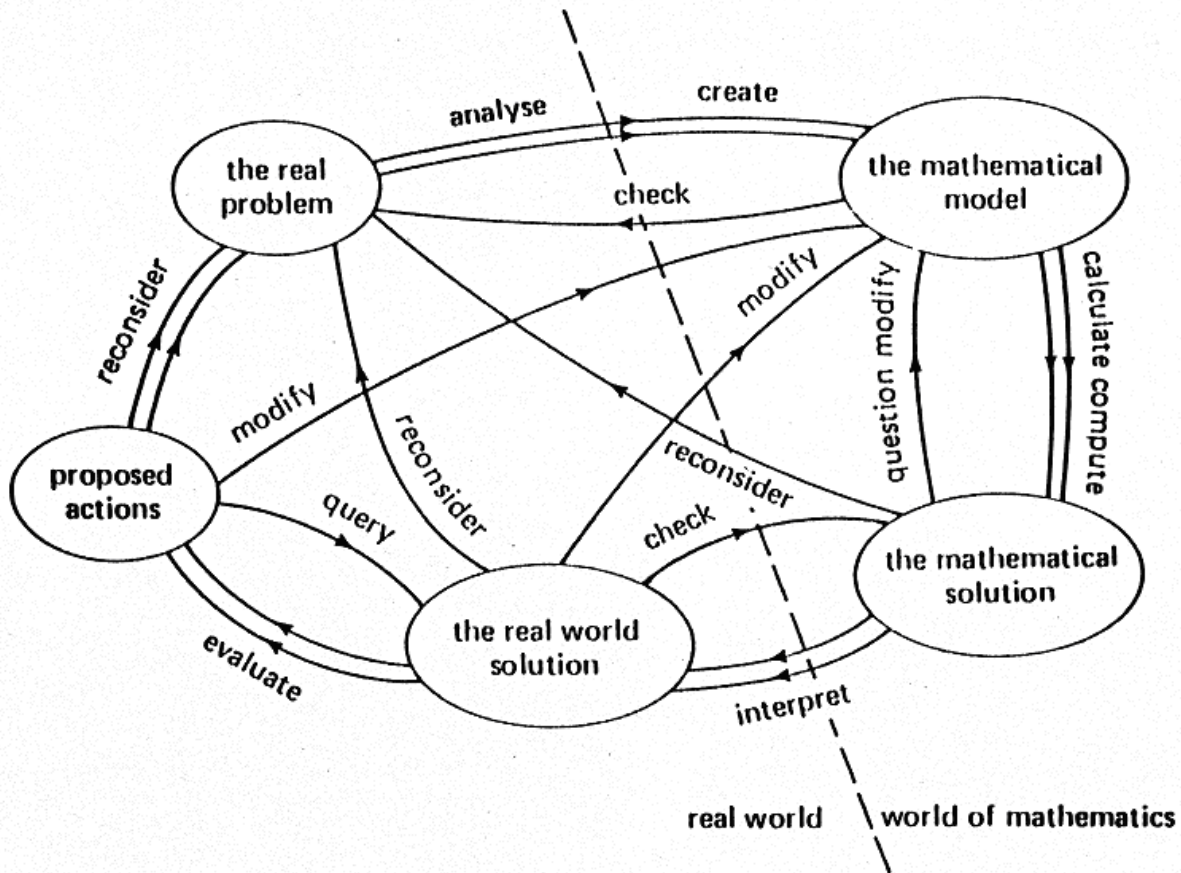 analyse
create
the real
problem
the mathematical
model
check
reconsider
modify
question modify
calculate compute
modify
reconsider
reconsider
proposed
actions
query
check
the mathematical
solution
the real world
solution
evaluate
interpret
real world
world of mathematics